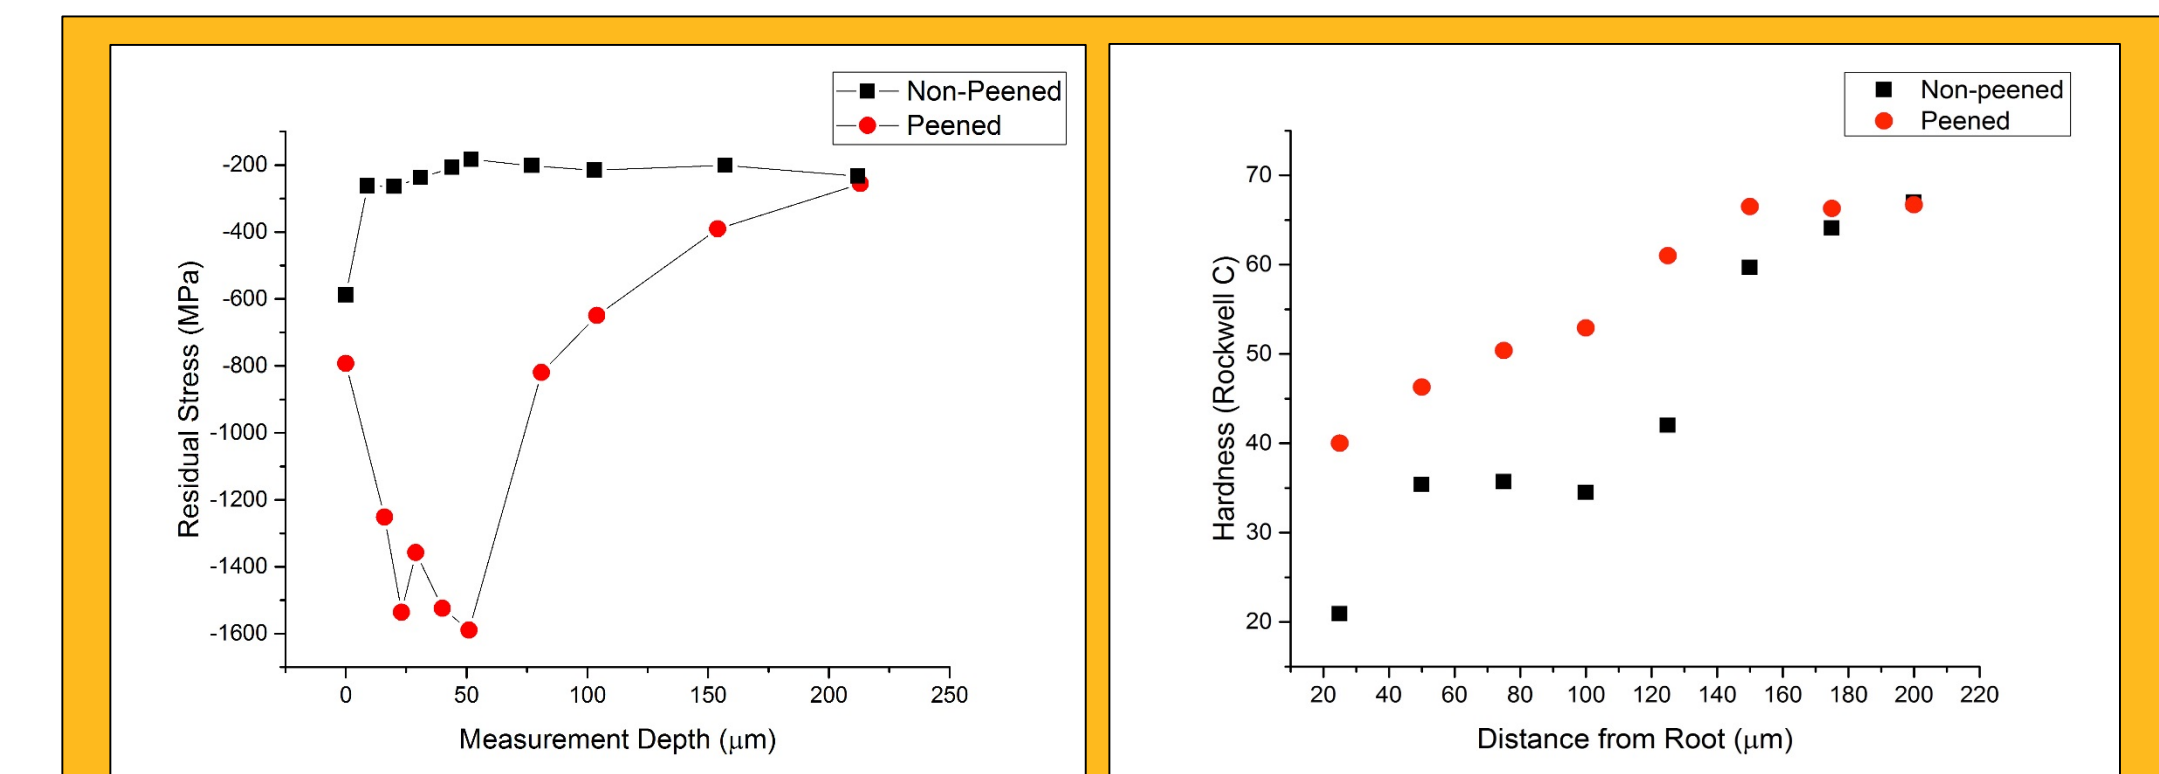 Non-Peened
Peened
-200
-400
-600
-800
-1000
-1200
-1400
-1600
Residual Stress (MPa)
0 50 100 150 200 250
Measurement Depth (μm)
Non-peened
Peened
70
60
50
40
30
20
Hardness (Rockwell C)
20 40 60 80 100 120 140 160 180 200 220
Distance from Root (μm)